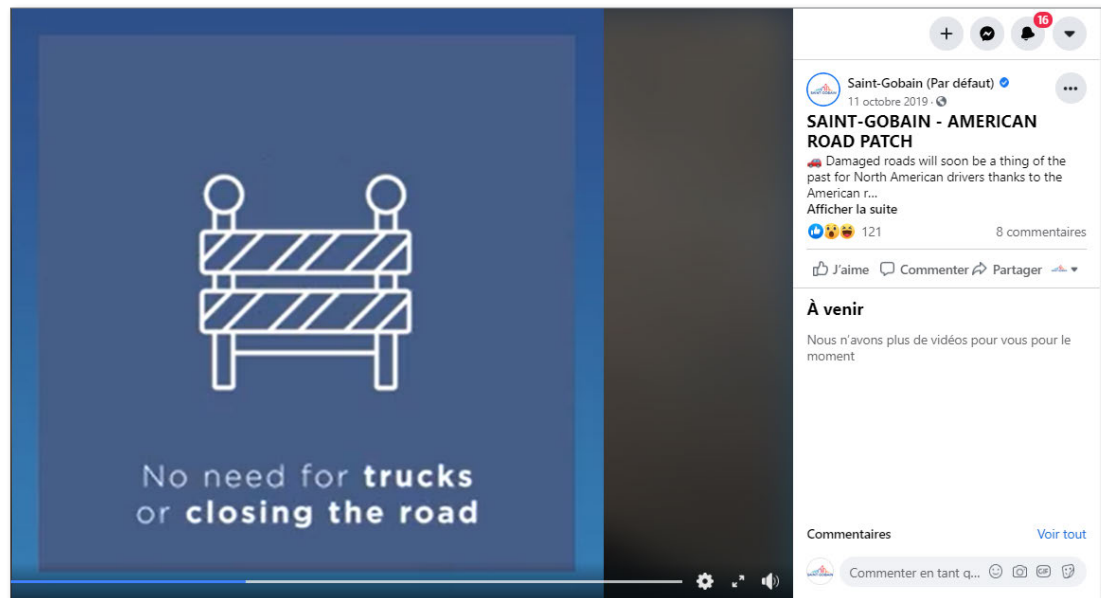 No need for trucks
or closing the road
16
Saint-Gobain (Par défaut)
11 octobre 2019 ·
SAINT-GOBAIN - AMERICAN
ROAD PATCH
🚗 Damaged roads will soon be a thing of the
past for North American drivers thanks to the
American r...
Afficher la suite
121
8 commentaires
J'aime
Commenter
Partager
À venir
Nous n'avons plus de vidéos pour vous pour le
moment
Commentaires
Voir tout
Commenter en tant q...
GIF